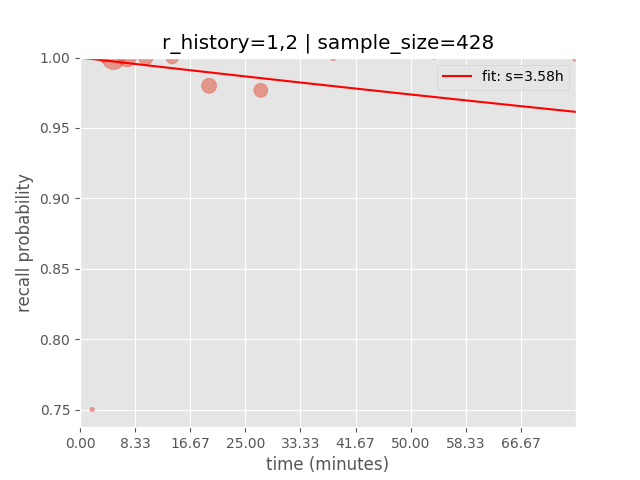 r_history=1,2 | sample_size=428
fit: s=3.58h
recall probability
1.00
0.95
0.90
0.85
0.80
0.75
0.00 8.33 16.67 25.00 33.33 41.67 50.00 58.33 66.67
time (minutes)